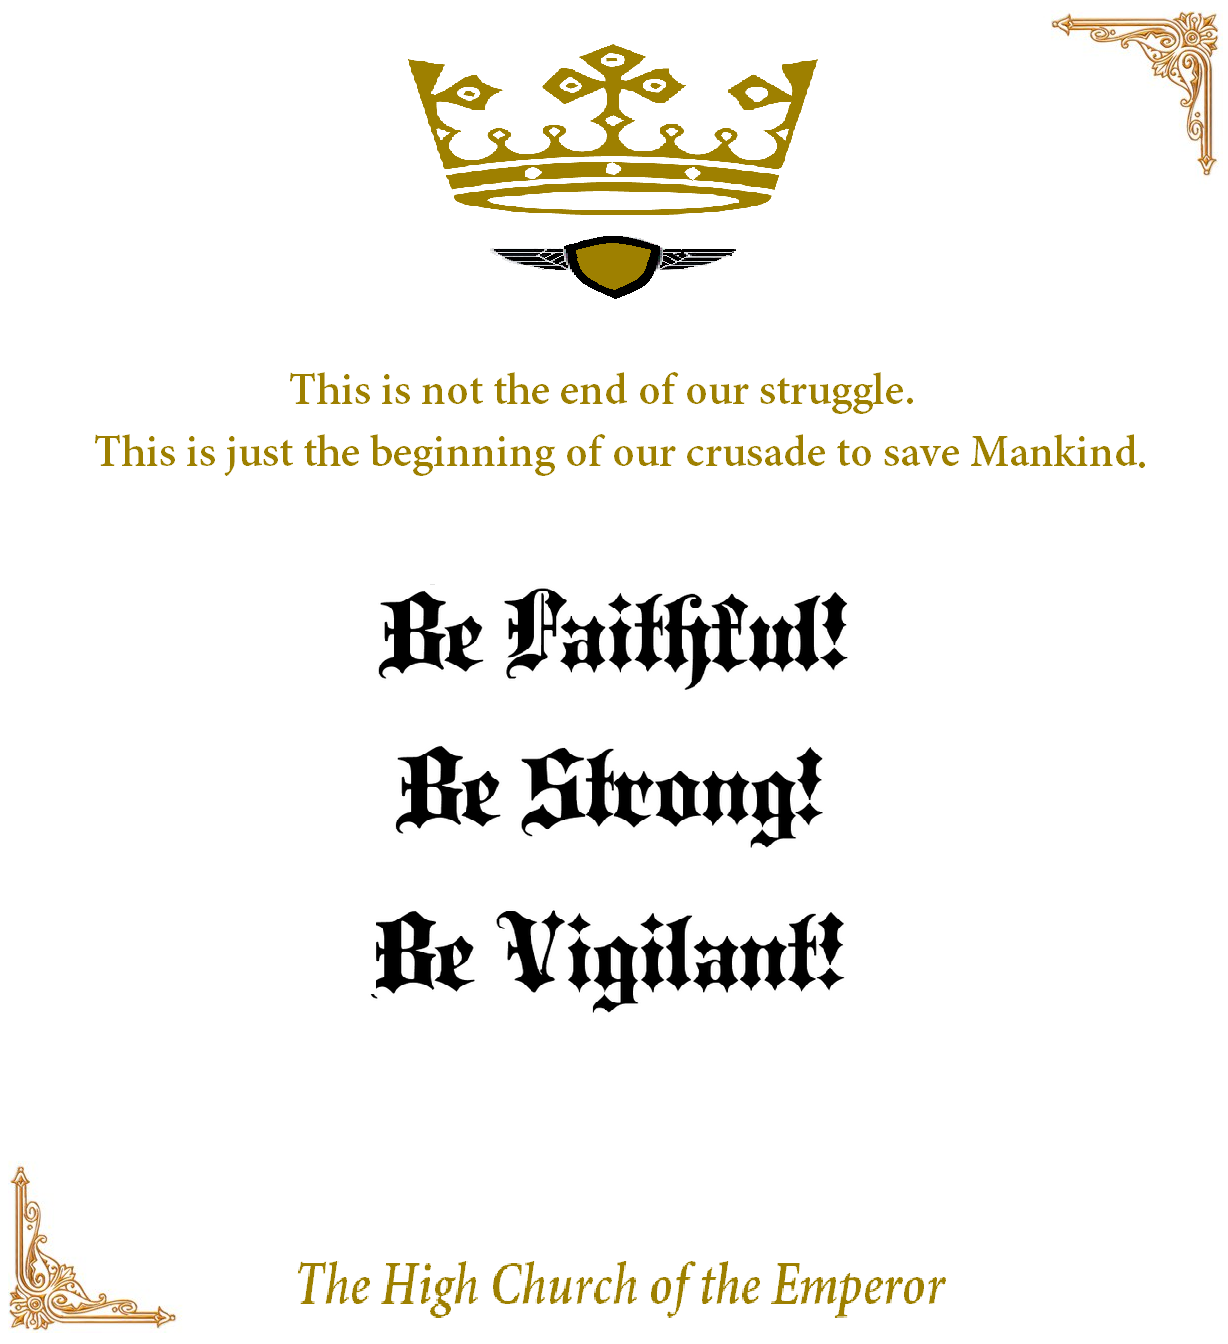 This is not the end of our struggle.
This is just the beginning of our crusade to save Mankind.
Be Faithful!
Be Strong!
Be Vigilant!
The High Church of the Emperor